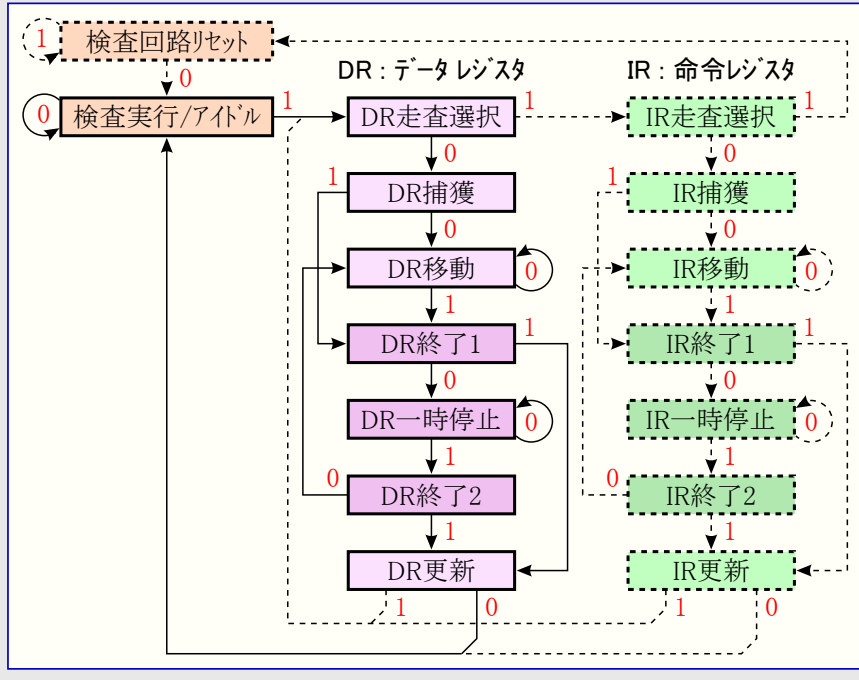 1 検査回路リセット
0
DR : データ レジスタ IR : 命令レジスタ
0 検査実行/アイドル 1 DR走査選択 1 IR走査選択 1
0 0
1 DR捕獲 1 IR捕獲
0 0
DR移動 0 IR移動 0
1 1
DR終了1 1 IR終了1 1
0 0
DR一時停止 0 IR一時停止 0
1 1
0 DR終了2 0 IR終了2
1 1
DR更新 IR更新
1 0 1 0